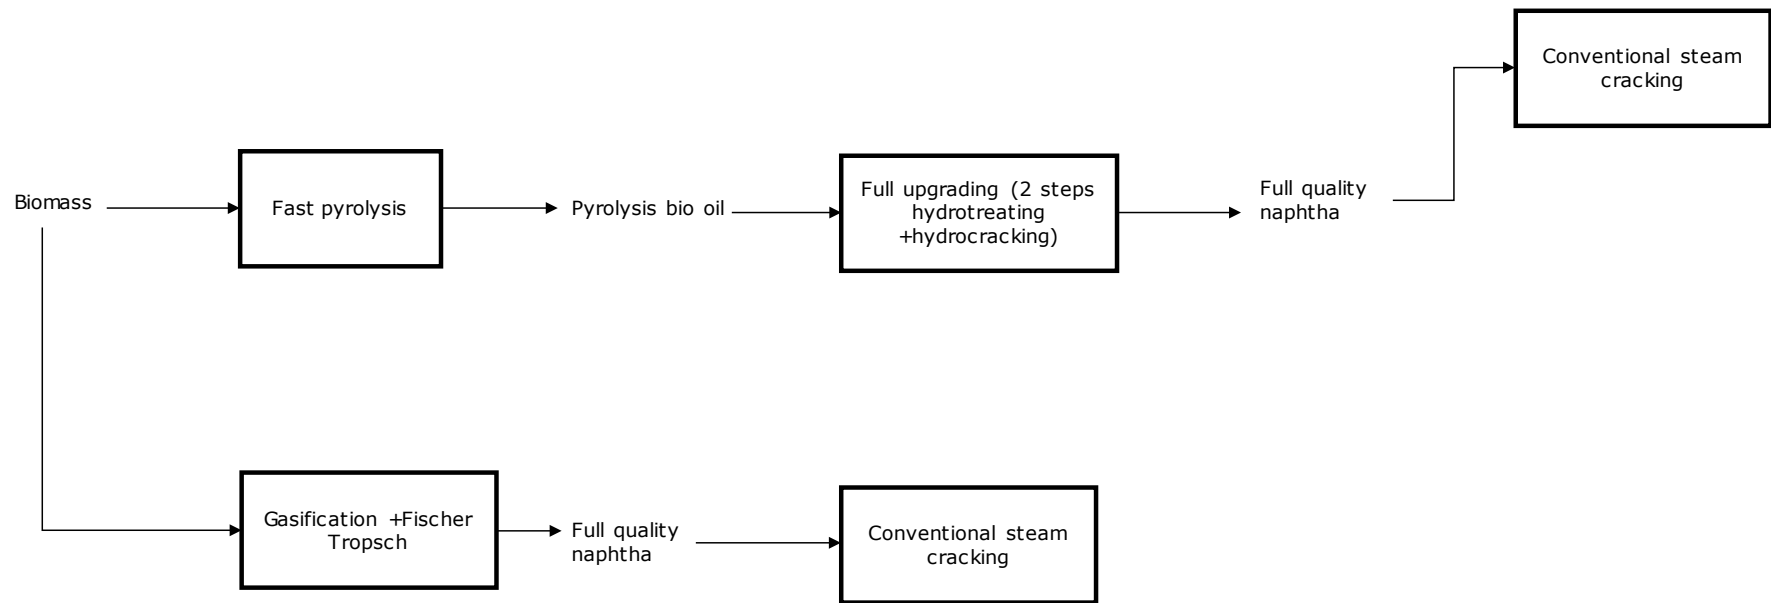 Conventional steam
cracking
Biomass
Fast pyrolysis
Pyrolysis bio oil
Full upgrading (2 steps
hydrotreating
+hydrocracking)
Full quality
naphtha
Gasification +Fischer
Tropsch
Full quality
naphtha
Conventional steam
cracking